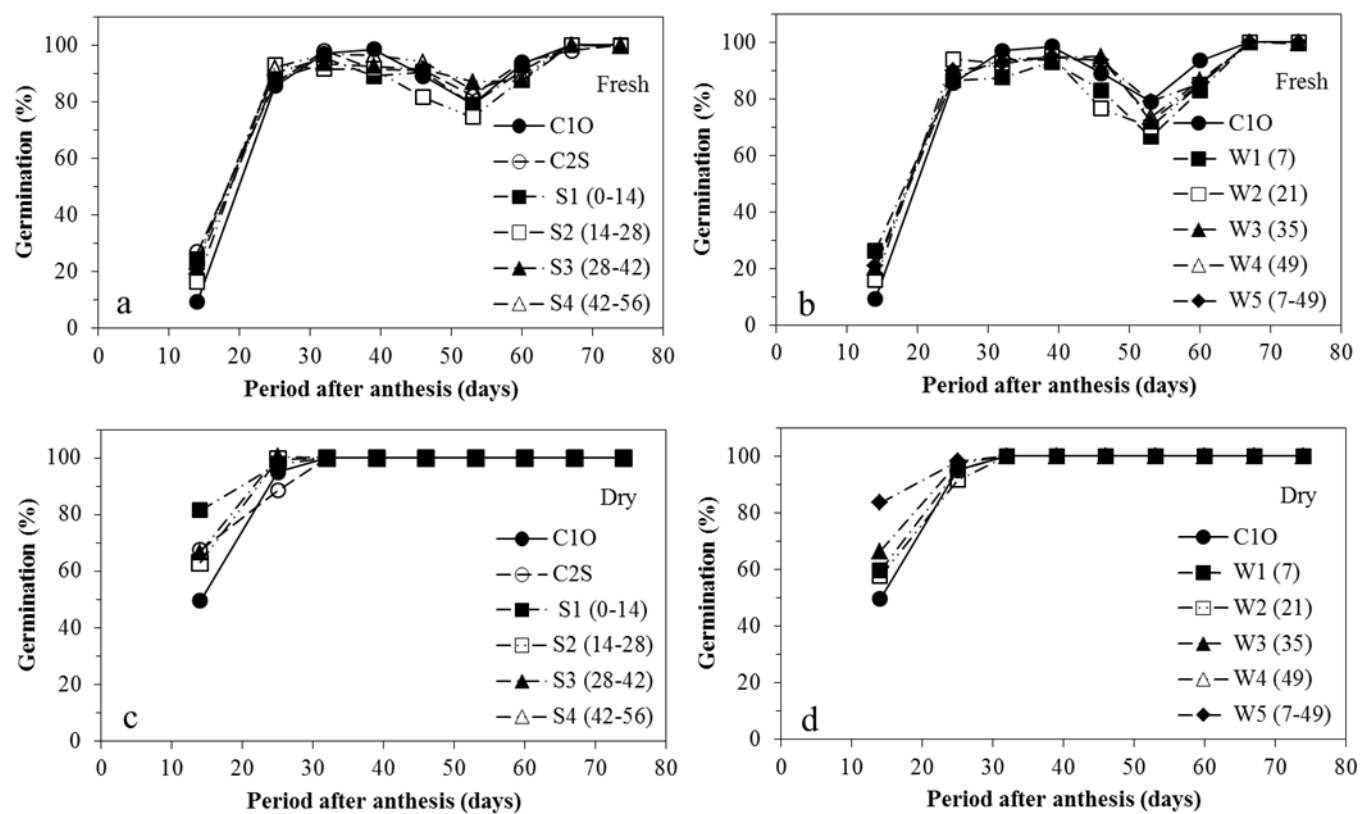 100
80
60
40
20
0
Germination (%)
Fresh
C1O
C2S
S1 (0-14)
S2 (14-28)
S3 (28-42)
S4 (42-56)
a
0 10 20 30 40 50 60 70 80
Period after anthesis (days)
100
80
60
40
20
0
Germination (%)
Fresh
C1O
W1 (7)
W2 (21)
W3 (35)
W4 (49)
W5 (7-49)
b
0 10 20 30 40 50 60 70 80
Period after anthesis (days)
100
80
60
40
20
0
Germination (%)
Dry
C1O
C2S
S1 (0-14)
S2 (14-28)
S3 (28-42)
S4 (42-56)
c
0 10 20 30 40 50 60 70 80
Period after anthesis (days)
100
80
60
40
20
0
Germination (%)
Dry
C1O
W1 (7)
W2 (21)
W3 (35)
W4 (49)
W5 (7-49)
d
0 10 20 30 40 50 60 70 80
Period after anthesis (days)